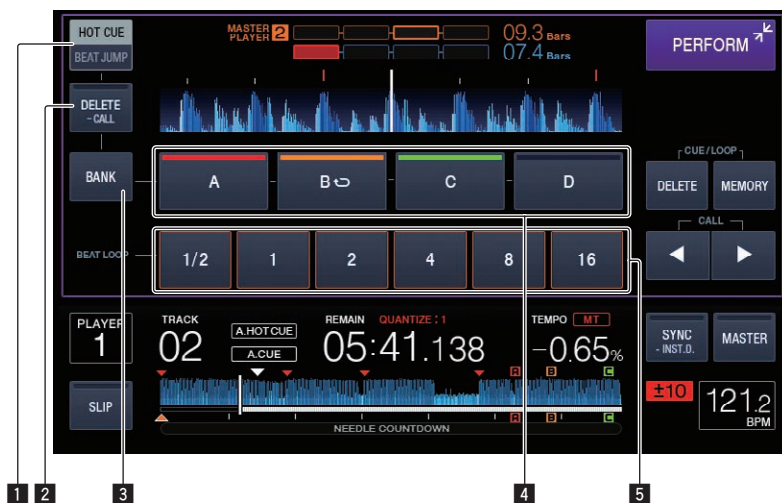 HOT CUE
BEAT JUMP
MASTER PLAYER 2
09.3 Bars
07.4 Bars
PERFORM
DELETE
- CALL
BANK
A
B
C
D
CUE/LOOP
DELETE
MEMORY
CALL
BEAT LOOP
1/2
1
2
4
8
16
PLAYER
1
TRACK
02
A.HOTCUE
A.CUE
REMAIN
QUANTIZE : 1
05:41.138
TEMPO
MT
-0.65%
SYNC
- INST.D.
MASTER
A
B
C
SLIP
A
B
C
±10
121.2
BPM
NEEDLE COUNTDOWN
1
2
3
4
5